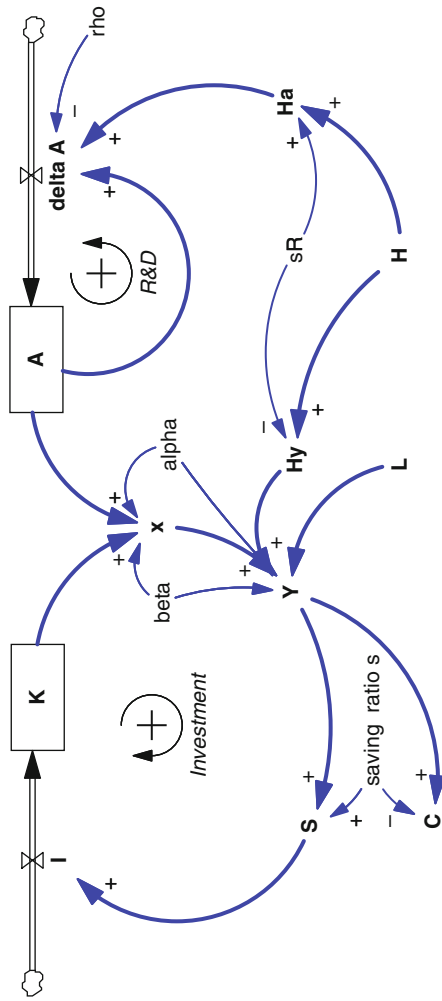 K
A
I
delta A
−
rho
+
+
+
+
+
+
+
R&D
Investment
beta
x
alpha
+
−
+
Y
Hy
sR
+
Ha
S
+
+
+
+
saving ratio s
−
L
H
+
C